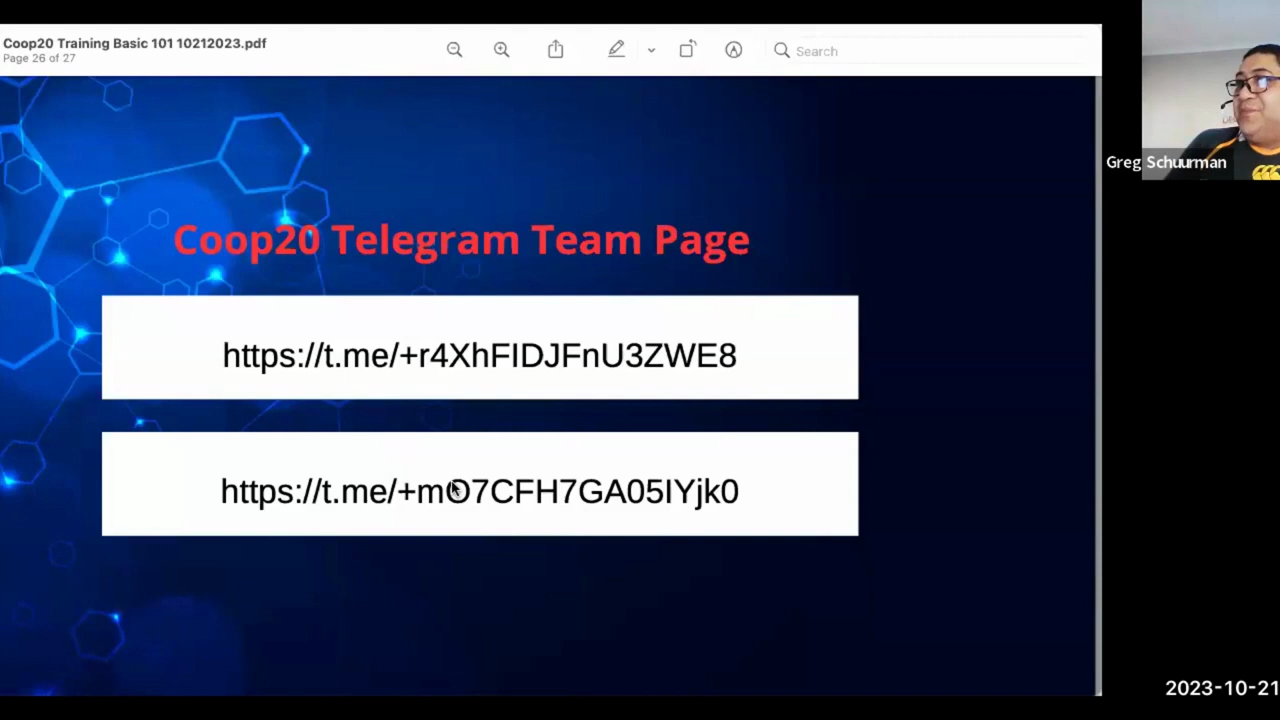 Coop20 Training Basic 101 10212023.pdf
Page 26 of 27
Search
Greg Schuurman
Coop20 Telegram Team Page
https://t.me/+r4XhFIDJFnU3ZWE8
https://t.me/+mO7CFH7GA05IYjk0
2023-10-21